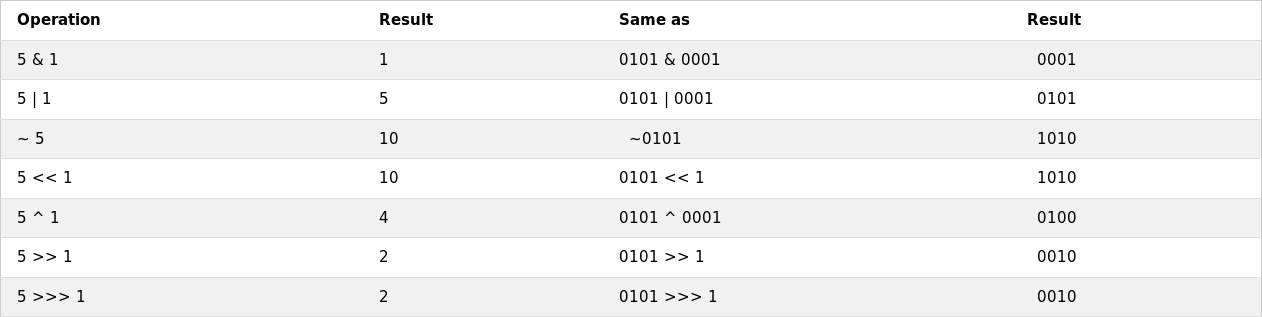 Operation Result Same as Result
5 & 1 1 0101 & 0001 0001
5 | 1 5 0101 | 0001 0101
~ 5 10 ~0101 1010
5 << 1 10 0101 << 1 1010
5 ^ 1 4 0101 ^ 0001 0100
5 >> 1 2 0101 >> 1 0010
5 >>> 1 2 0101 >>> 1 0010